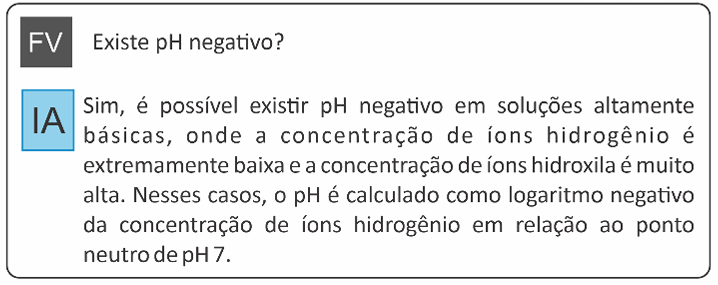 FV Existe pH negativo?
IA Sim, é possível existir pH negativo em soluções altamente
básicas, onde a concentração de íons hidrogênio é
extremamente baixa e a concentração de íons hidroxila é muito
alta. Nesses casos, o pH é calculado como logaritmo negativo
da concentração de íons hidrogênio em relação ao ponto
neutro de pH 7.